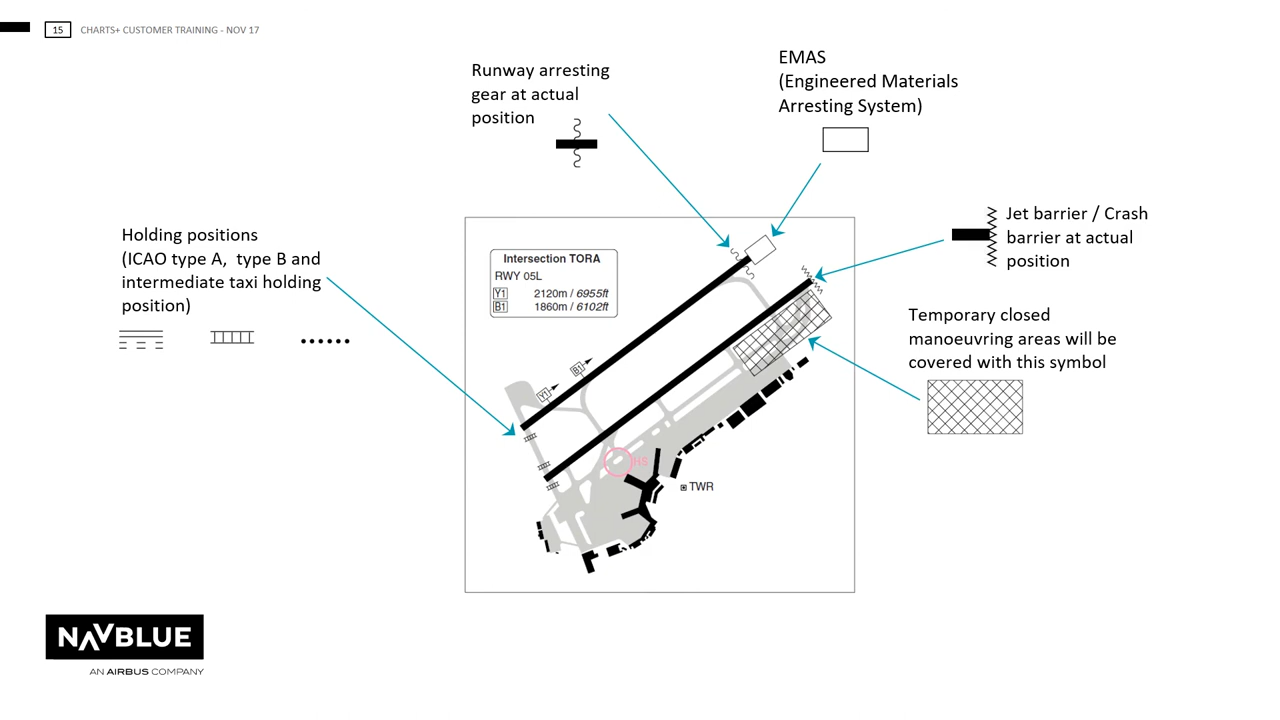 15 CHARTS+ CUSTOMER TRAINING - NOV 17
Runway arresting
gear at actual
position
EMAS
(Engineered Materials
Arresting System)
Holding positions
(ICAO type A, type B and
intermediate taxi holding
position)
Jet barrier / Crash
barrier at actual
position
Temporary closed
manoeuvring areas will be
covered with this symbol
Intersection TORA
RWY 05L
Y1 2120m / 6955ft
B1 1860m / 6102ft
B1
Y1
HS
TWR
NAVBLUE
AN AIRBUS COMPANY